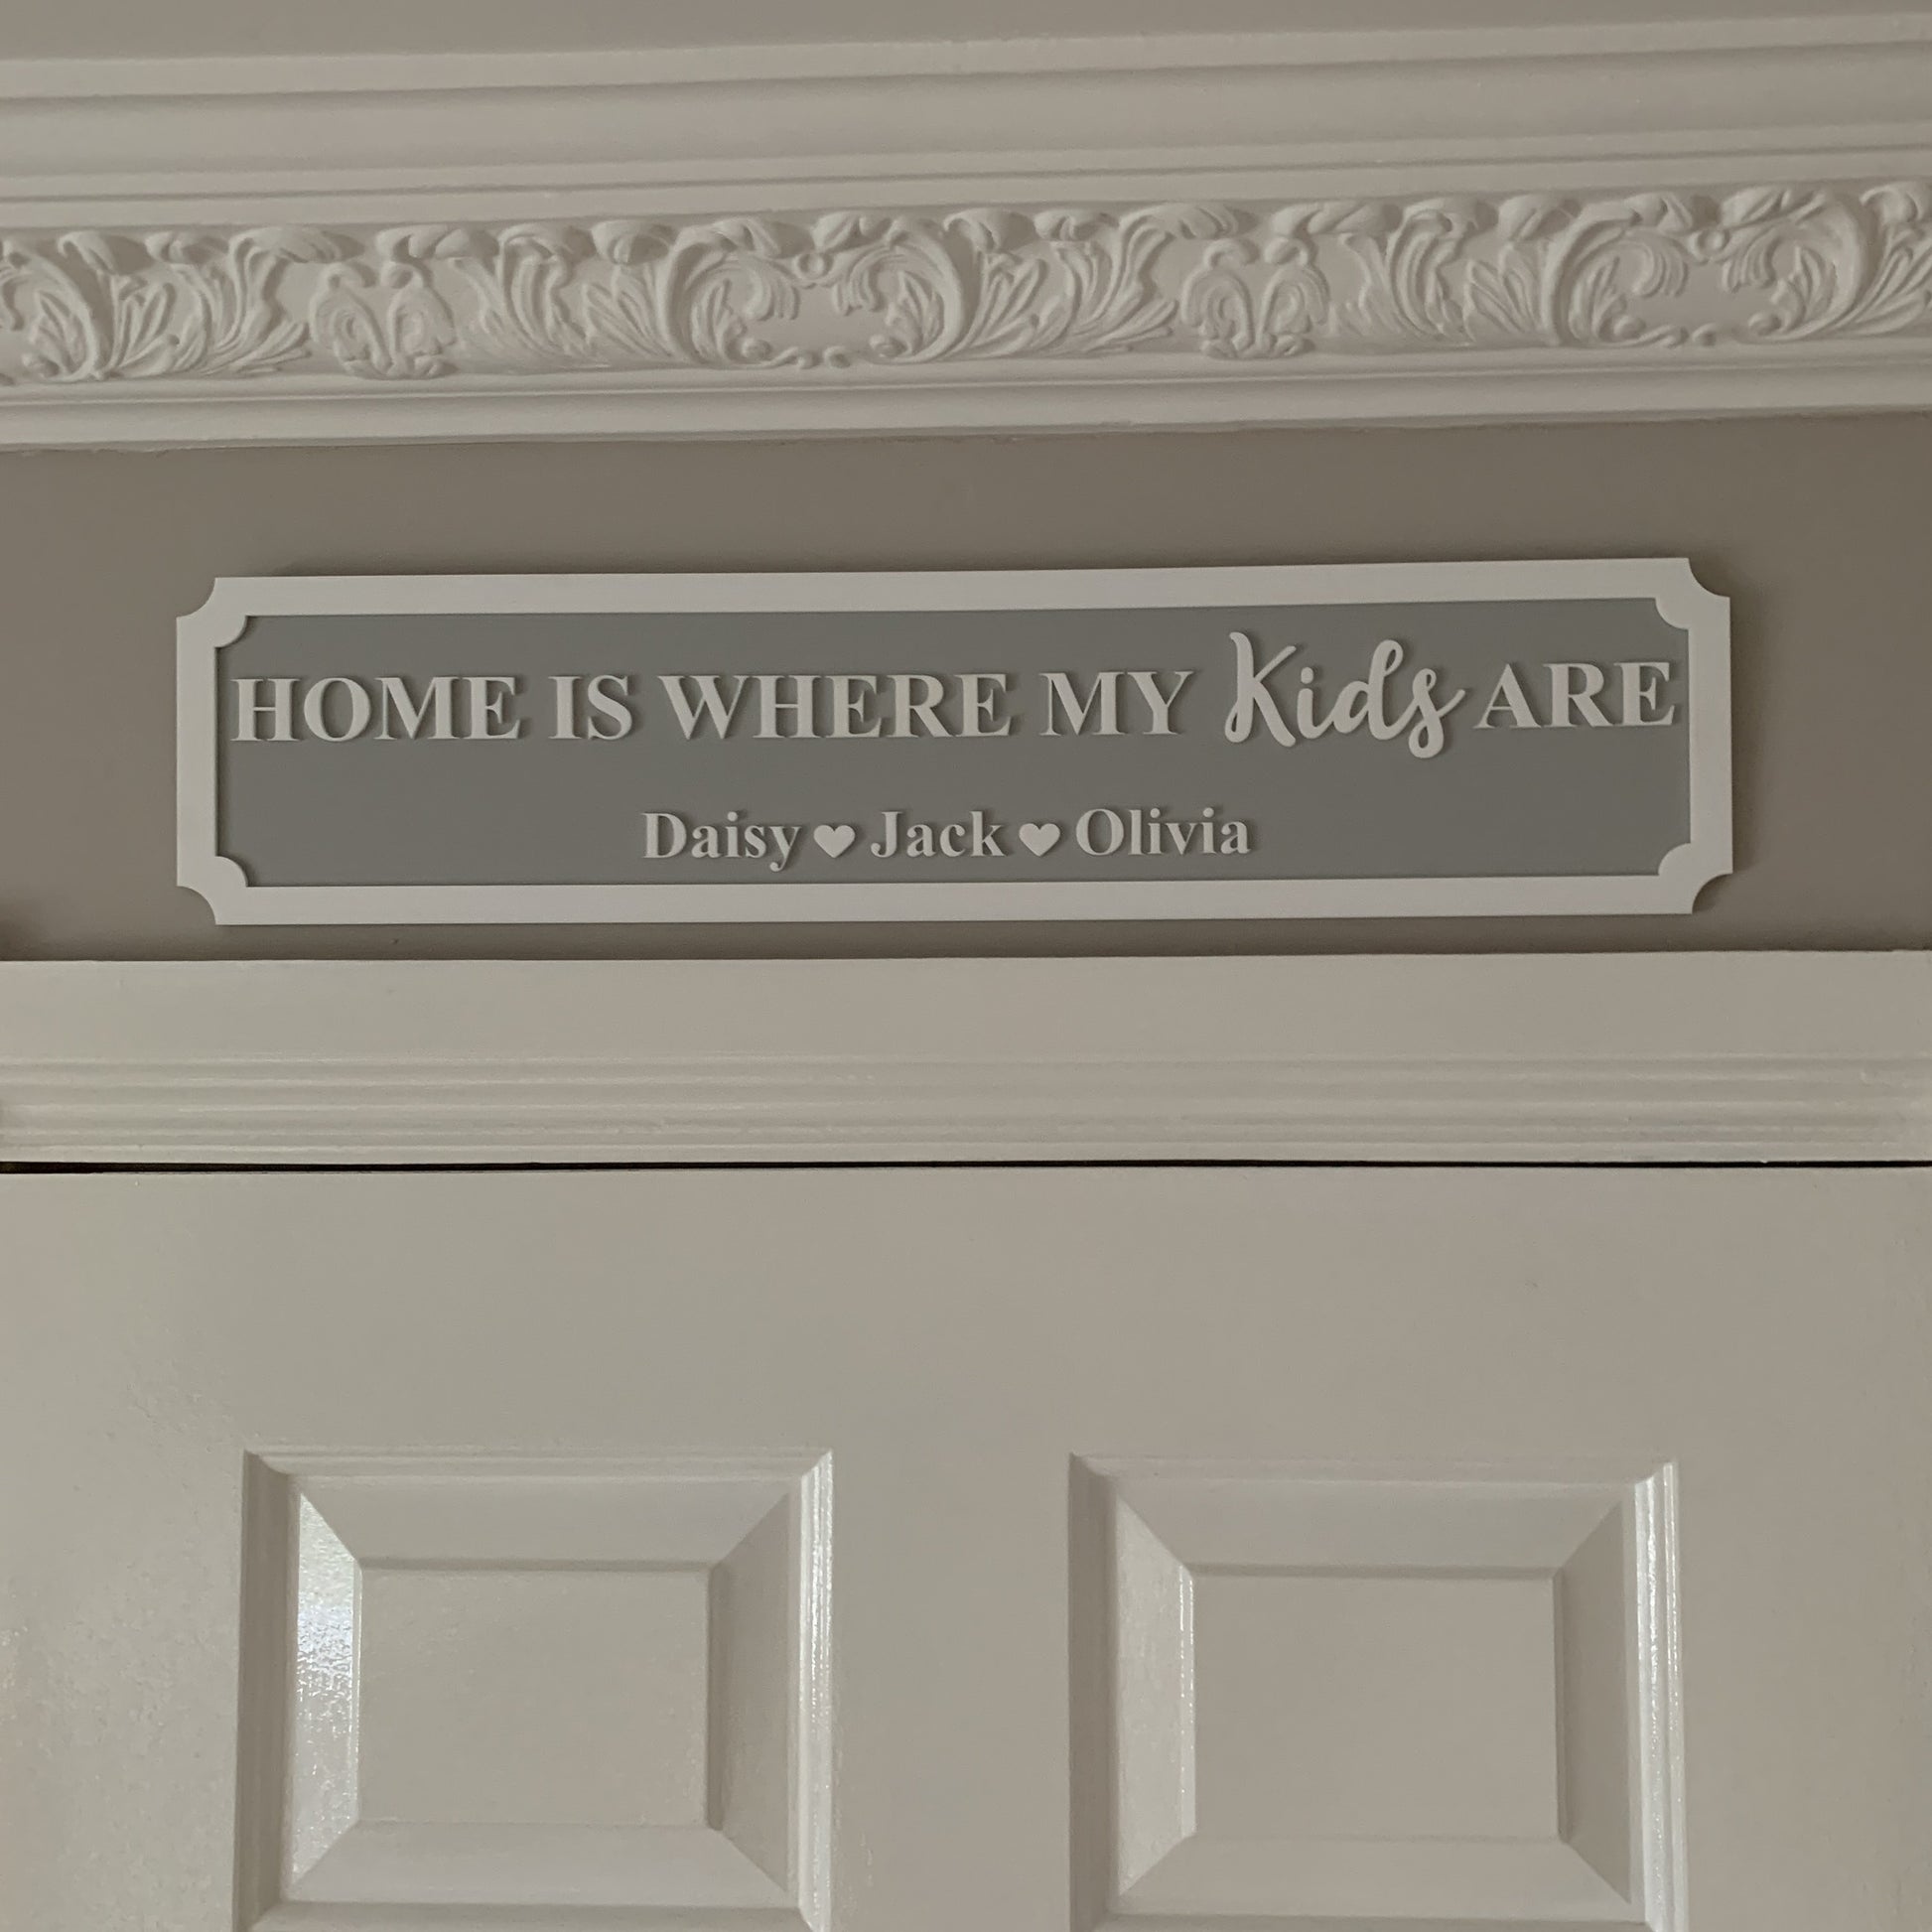 HOME IS WHERE MY Kids ARE
Daisy ♥ Jack ♥ Olivia